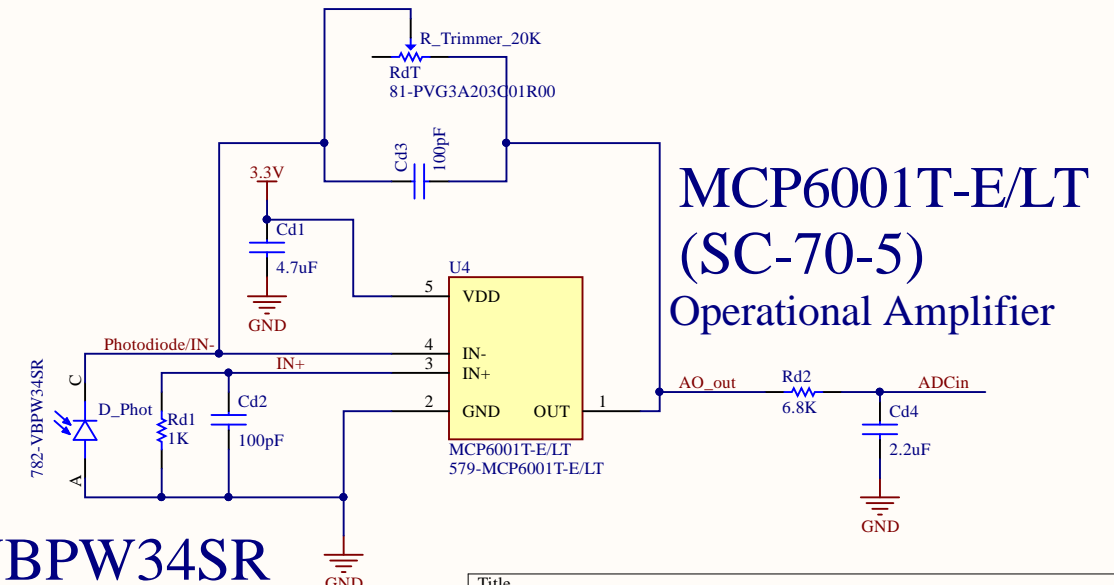 R_Trimmer_20K
RdT
81-PVG3A203C01R00
Cd3
100pF
3.3V
Cd1
4.7uF
GND
MCP6001T-E/LT
(SC-70-5)
Operational Amplifier
U4
5
VDD
Photodiode/IN-
4
IN-
IN+
3
IN+
2
GND
OUT
1
MCP6001T-E/LT
579-MCP6001T-E/LT
782-VBPW34SR
C
D_Phot
A
Rd1
1K
Cd2
100pF
AO_out
Rd2
6.8K
ADCin
Cd4
2.2uF
GND
VBPW34SR
GND
Title